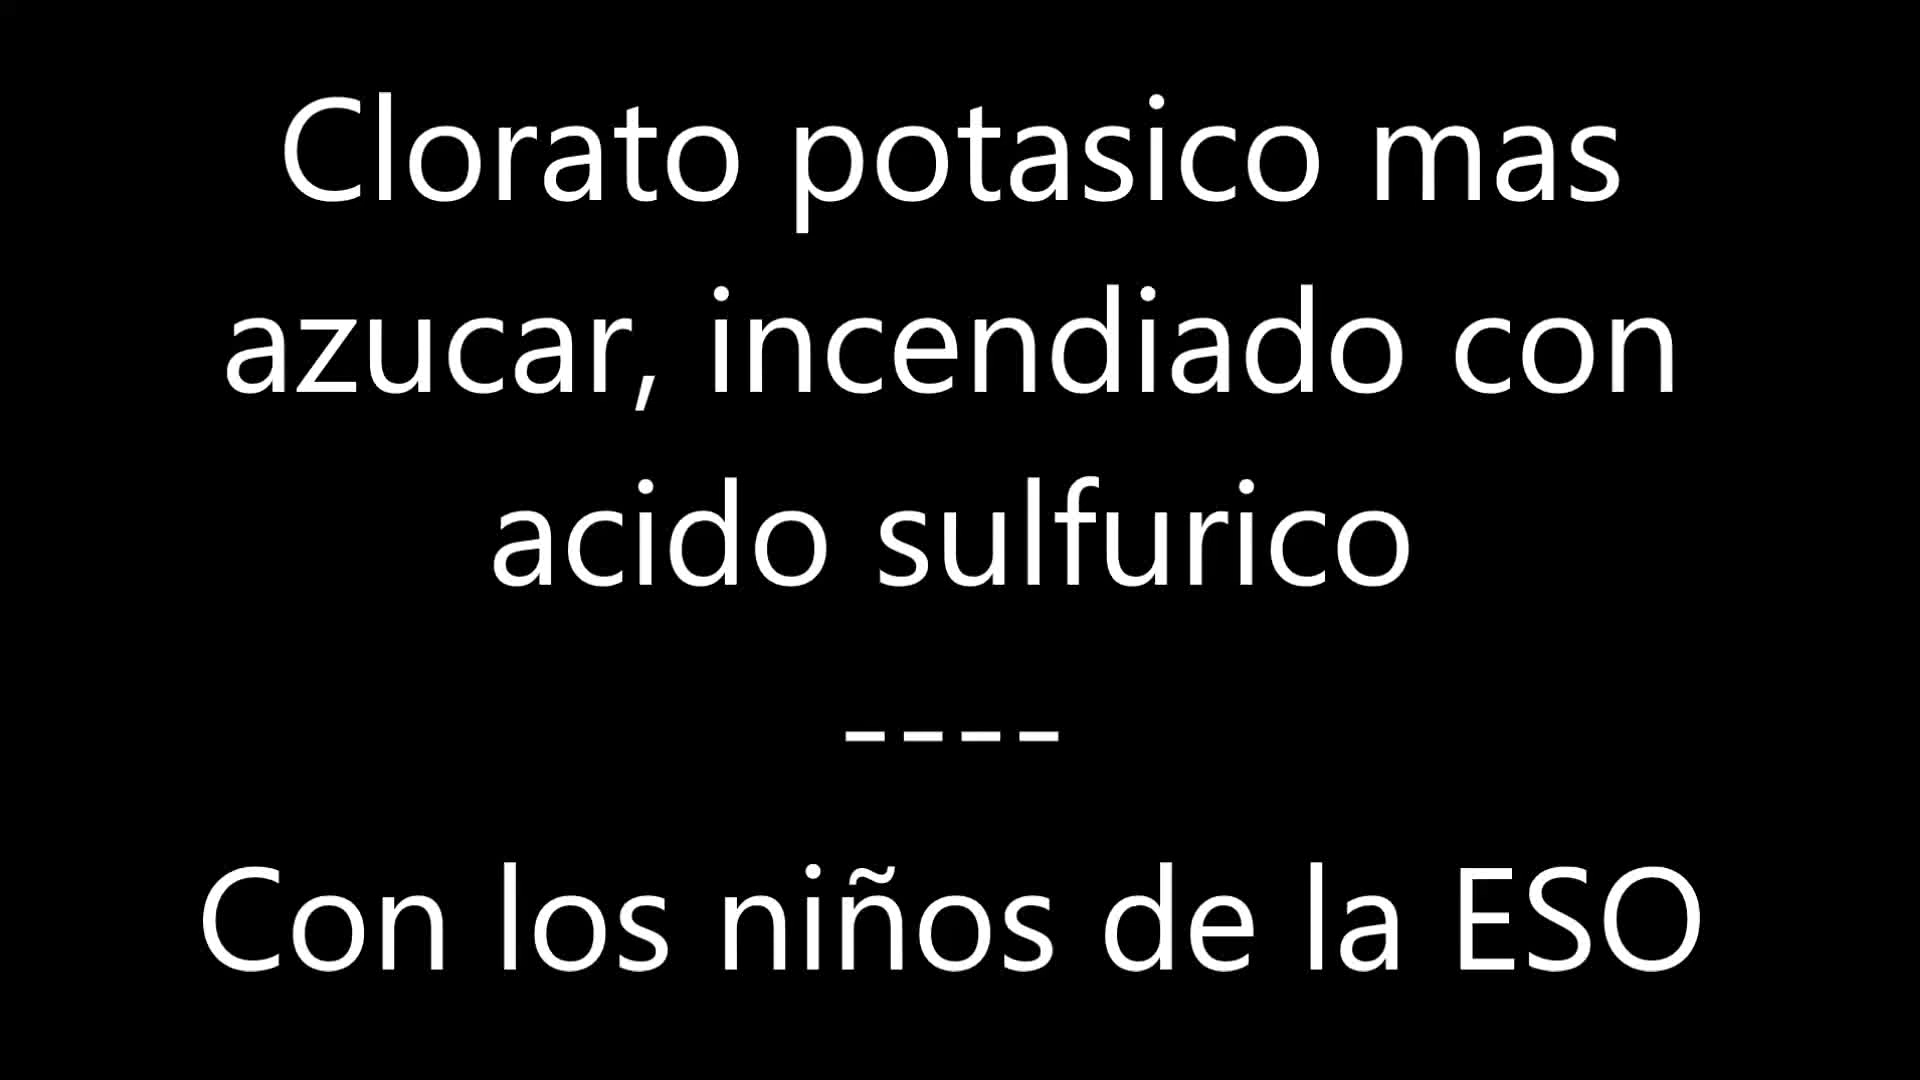 Clorato potasico mas
azucar, incendiado con
acido sulfurico
----
Con los niños de la ESO